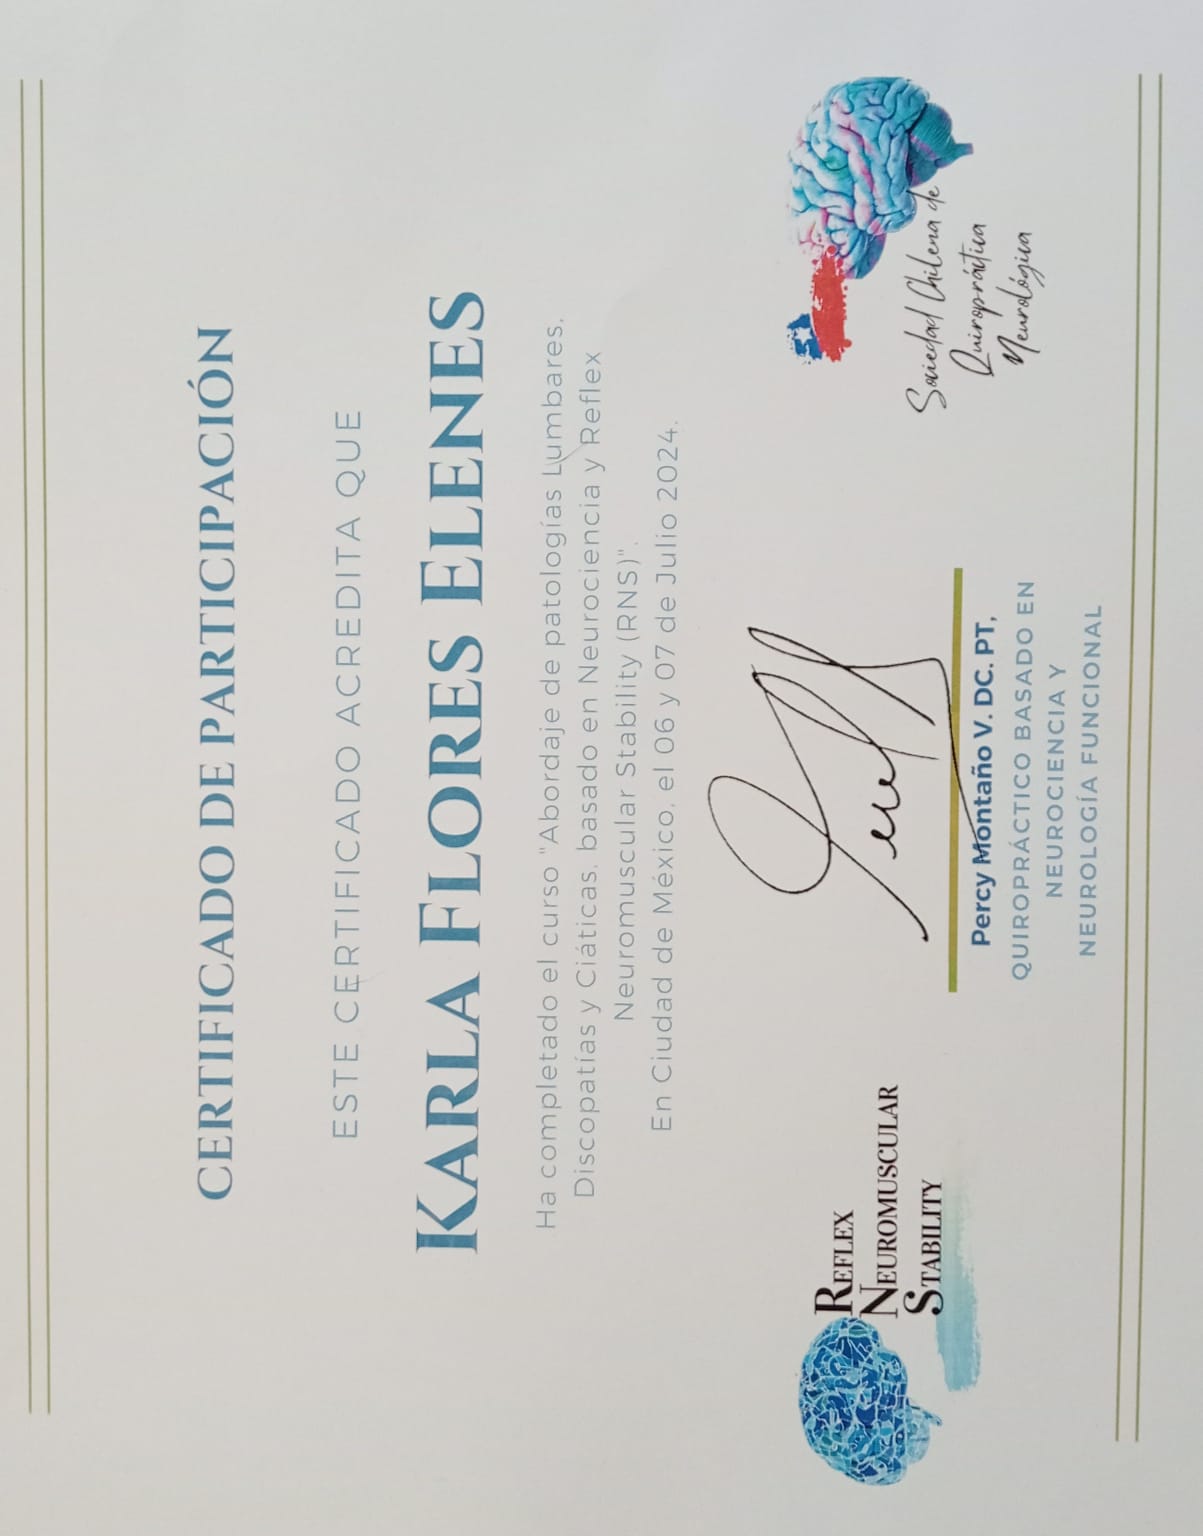 CERTIFICADO DE PARTICIPACIÓN
ESTE CERTIFICADO ACREDITA QUE
KARLA FLORES ELENES
Ha completado el curso "Abordaje de patologías Lumbares,
Discopatías y Ciáticas, basado en Neurociencia y Reflex
Neuromuscular Stability (RNS)".
En Ciudad de México, el 06 y 07 de Julio 2024.
REFLEX
NEUROMUSCULAR
STABILITY
Percy Montaño V. DC. PT,
QUIROPRÁCTICO BASADO EN
NEUROCIENCIA Y
NEUROLOGÍA FUNCIONAL
Sociedad Chilena de
Quiropráctica
Neurológica